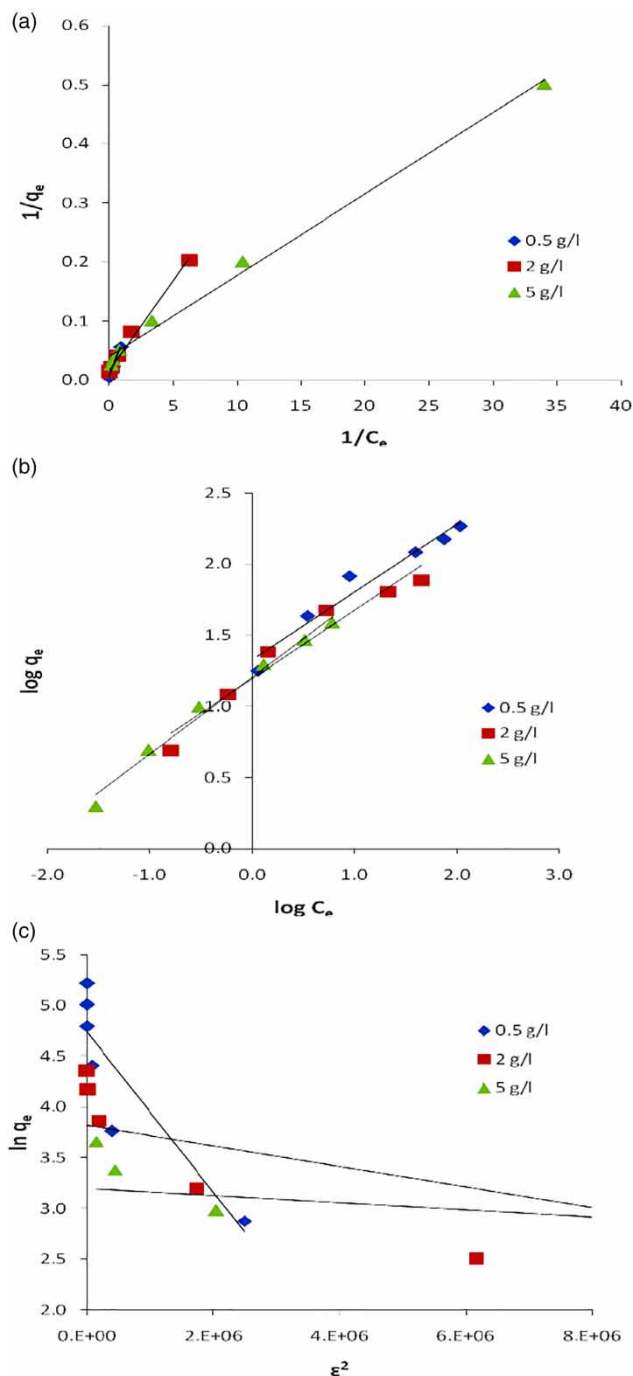 (a)
0.6
0.5
0.4
0.3
0.2
0.1
0.0
1/qe
0 5 10 15 20 25 30 35 40
1/Ce
0.5 g/l
2 g/l
5 g/l
(b)
2.5
2.0
1.5
1.0
0.5
0.0
log qe
-2.0 -1.0 0.0 1.0 2.0 3.0
log Ce
0.5 g/l
2 g/l
5 g/l
(c)
5.5
5.0
4.5
4.0
3.5
3.0
2.5
2.0
ln qe
0.E+00 2.E+06 4.E+06 6.E+06 8.E+06
ε²
0.5 g/l
2 g/l
5 g/l